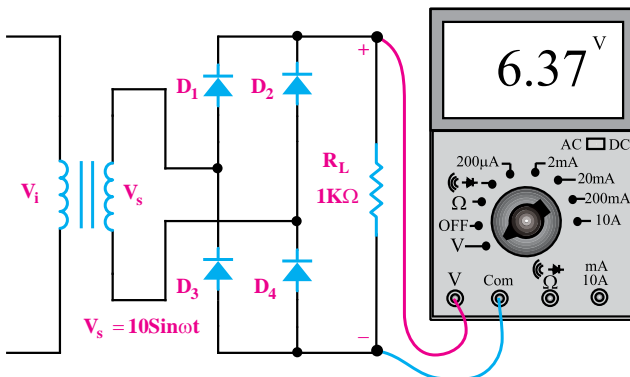 6.37 V
+
D1
D2
AC DC
200µA
2mA
20mA
200mA
10A
Ω
OFF
V
RL
1KΩ
Vi
Vs
D3
D4
V
Com
Ω
mA
10A
Vs = 10Sinωt
−